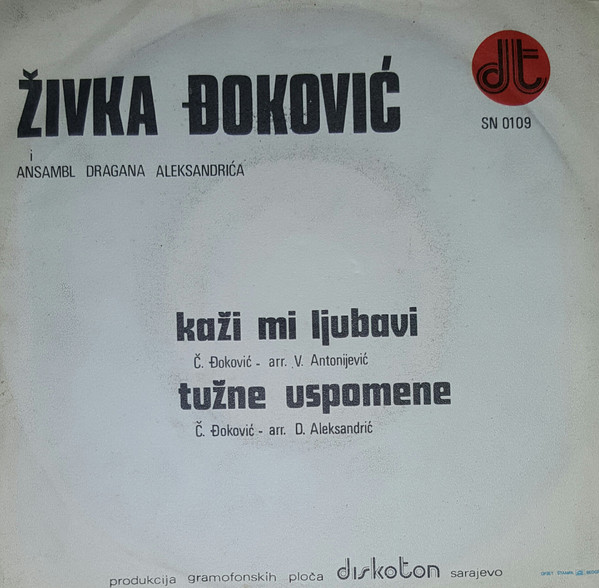 ŽIVKA ĐOKOVIĆ
i
ANSAMBL DRAGANA ALEKSANDRIĆA
dt
SN 0109
kaži mi ljubavi
Č. Đoković - arr. V. Antonijević
tužne uspomene
Č. Đoković - arr. D. Aleksandrić
produkcija gramofonskih ploča diskoton sarajevo